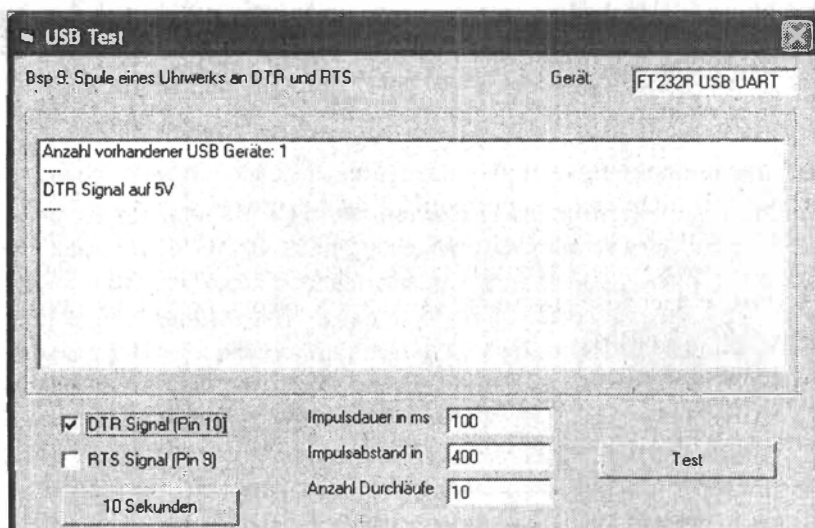 USB Test
Bsp 9: Spule eines Uhrwerks an DTR und RTS
Gerät:
FT232R USB UART
Anzahl vorhandener USB Geräte: 1
----
DTR Signal auf 5V
----
DTR Signal (Pin 10)
RTS Signal (Pin 9)
10 Sekunden
Impulsdauer in ms
100
Impulsabstand in
400
Anzahl Durchläufe
10
Test